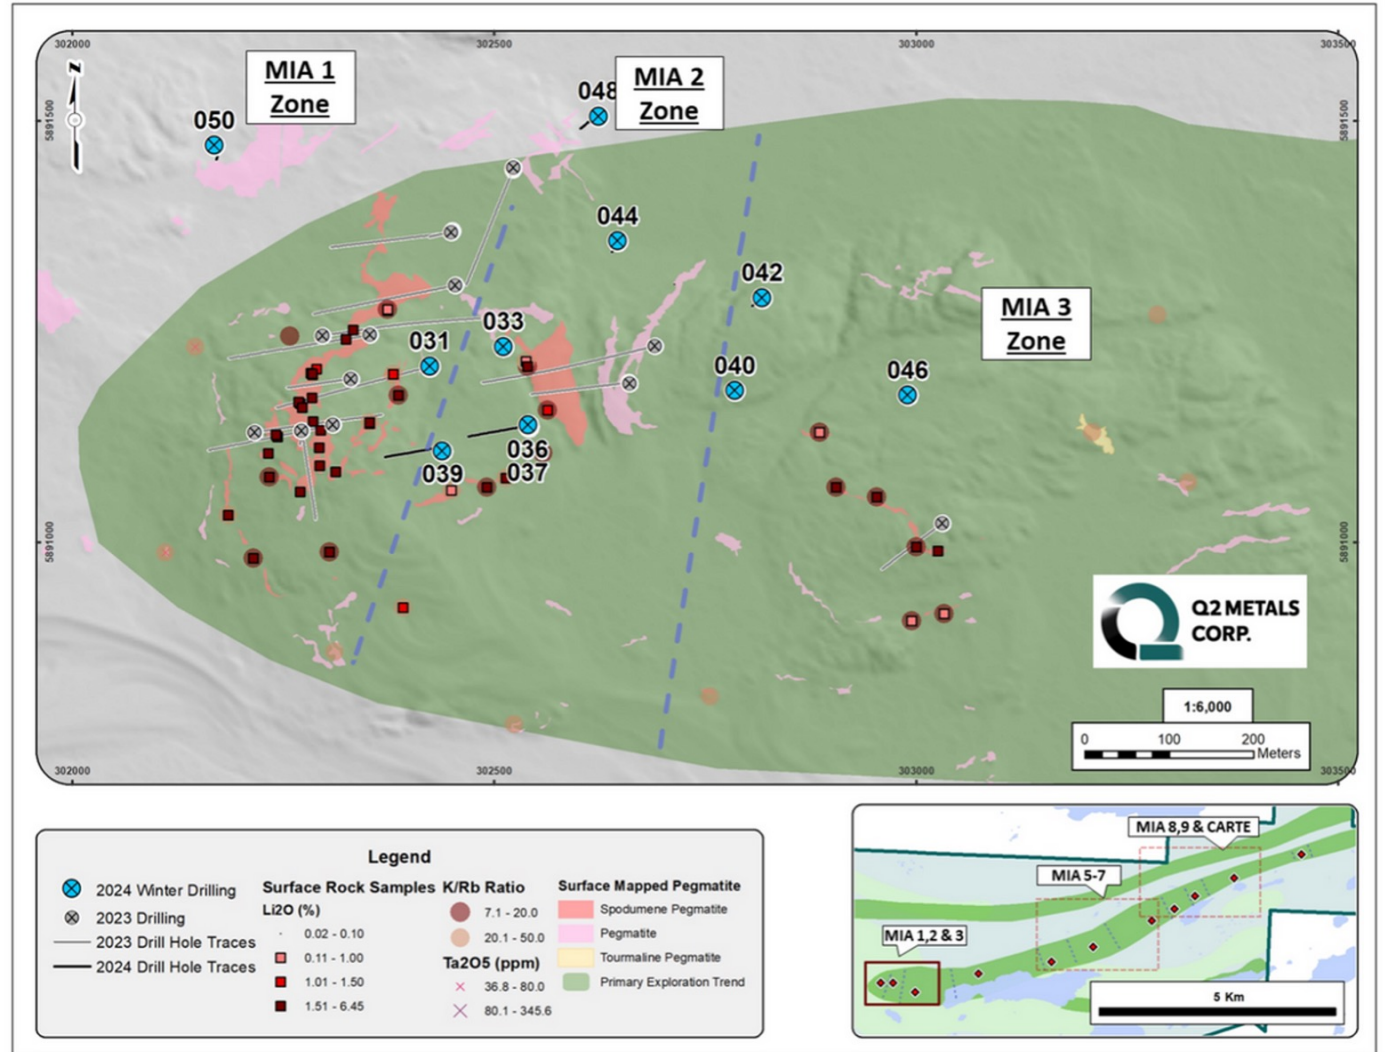 302000
302500
303000
303500
N
MIA 1
Zone
MIA 2
Zone
048
050
5891500
5891500
044
042
MIA 3
Zone
033
031
040
046
036
037
039
5891000
5891000
Q2 METALS
CORP.
1:6,000
0 100 200
Meters
302000
302500
303000
303500
Legend
2024 Winter Drilling
2023 Drilling
2023 Drill Hole Traces
2024 Drill Hole Traces
Surface Rock Samples
Li2O (%)
0.02 - 0.10
0.11 - 1.00
1.01 - 1.50
1.51 - 6.45
K/Rb Ratio
7.1 - 20.0
20.1 - 50.0
Ta2O5 (ppm)
36.8 - 80.0
80.1 - 345.6
Surface Mapped Pegmatite
Spodumene Pegmatite
Pegmatite
Tourmaline Pegmatite
Primary Exploration Trend
MIA 8,9 & CARTE
MIA 5-7
MIA 1,2 & 3
5 Km